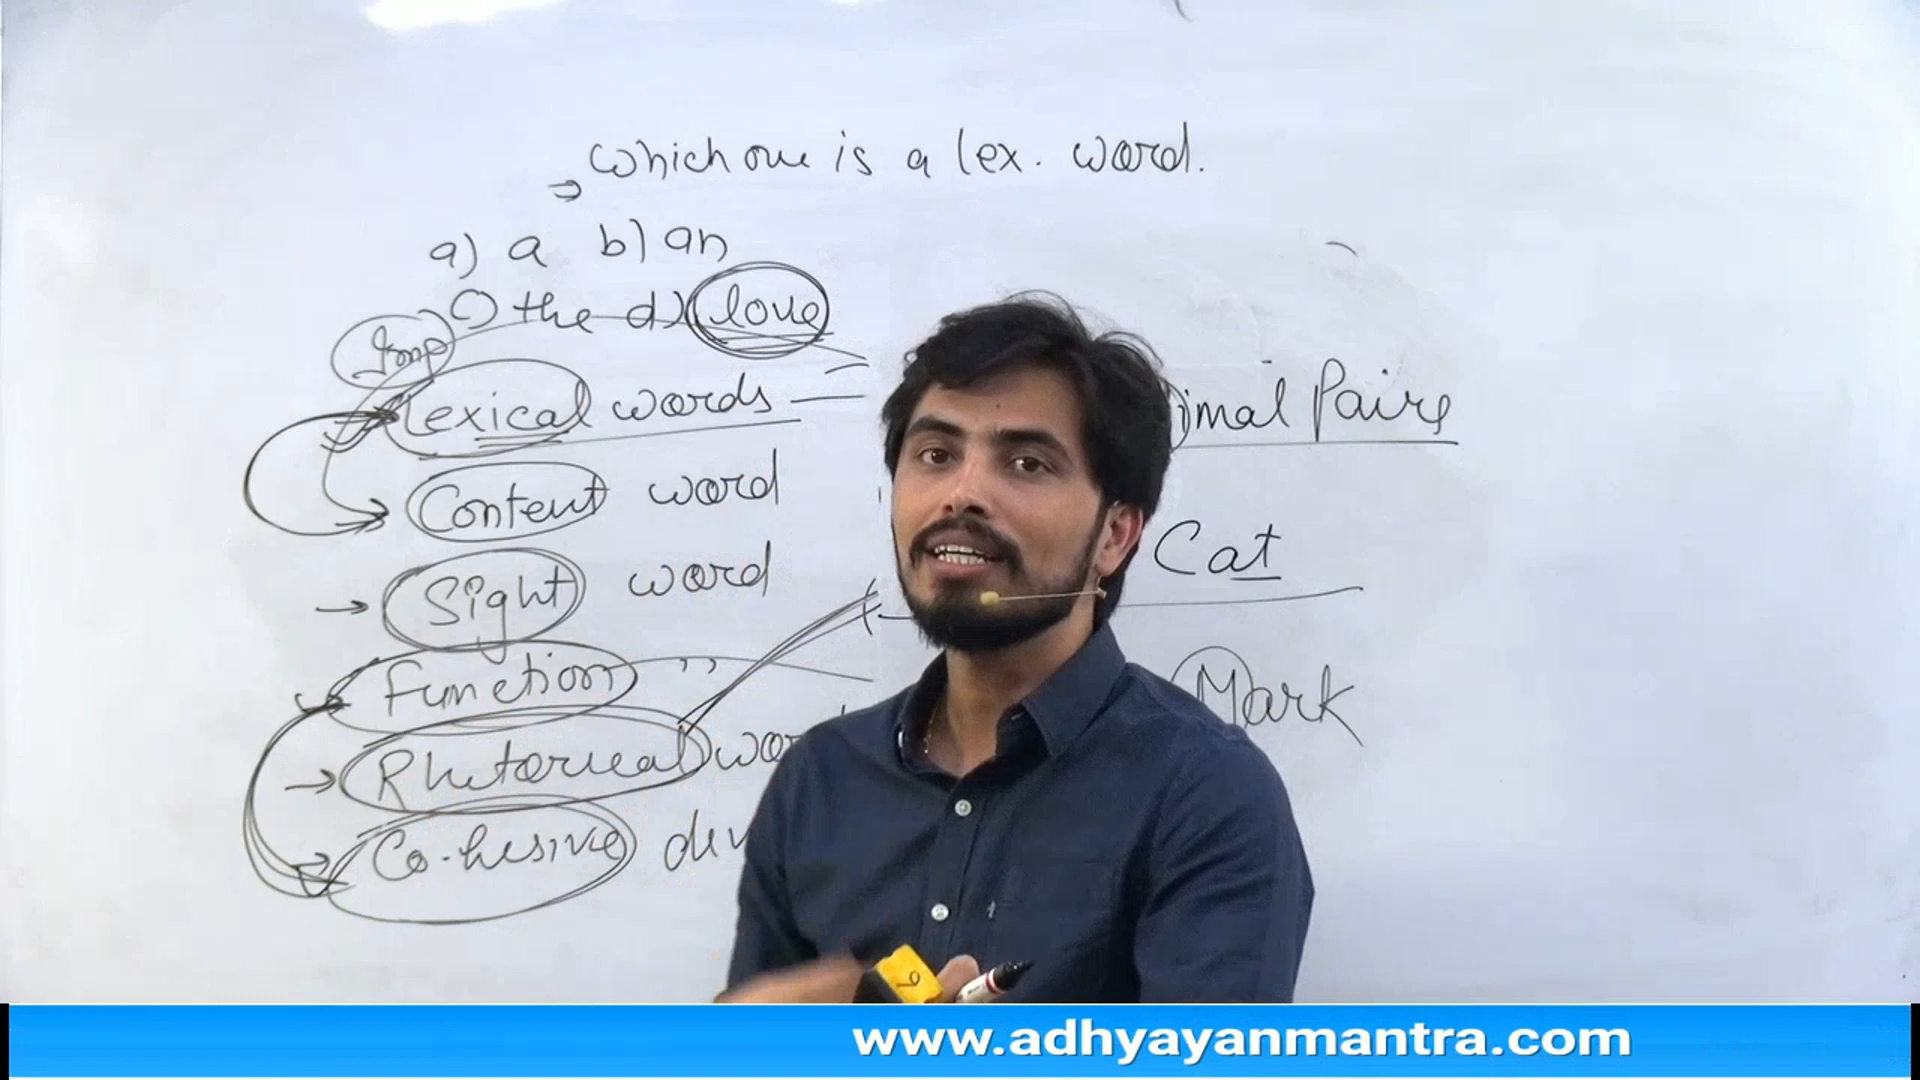 which one is a lex. word.
a) a b) an
c) the d) love
Imp
Lexical words
Content word
Sight word
Function ,,
Rhetorical
Co-hesive
Pairs
Cat
Mark
www.adhyayanmantra.com